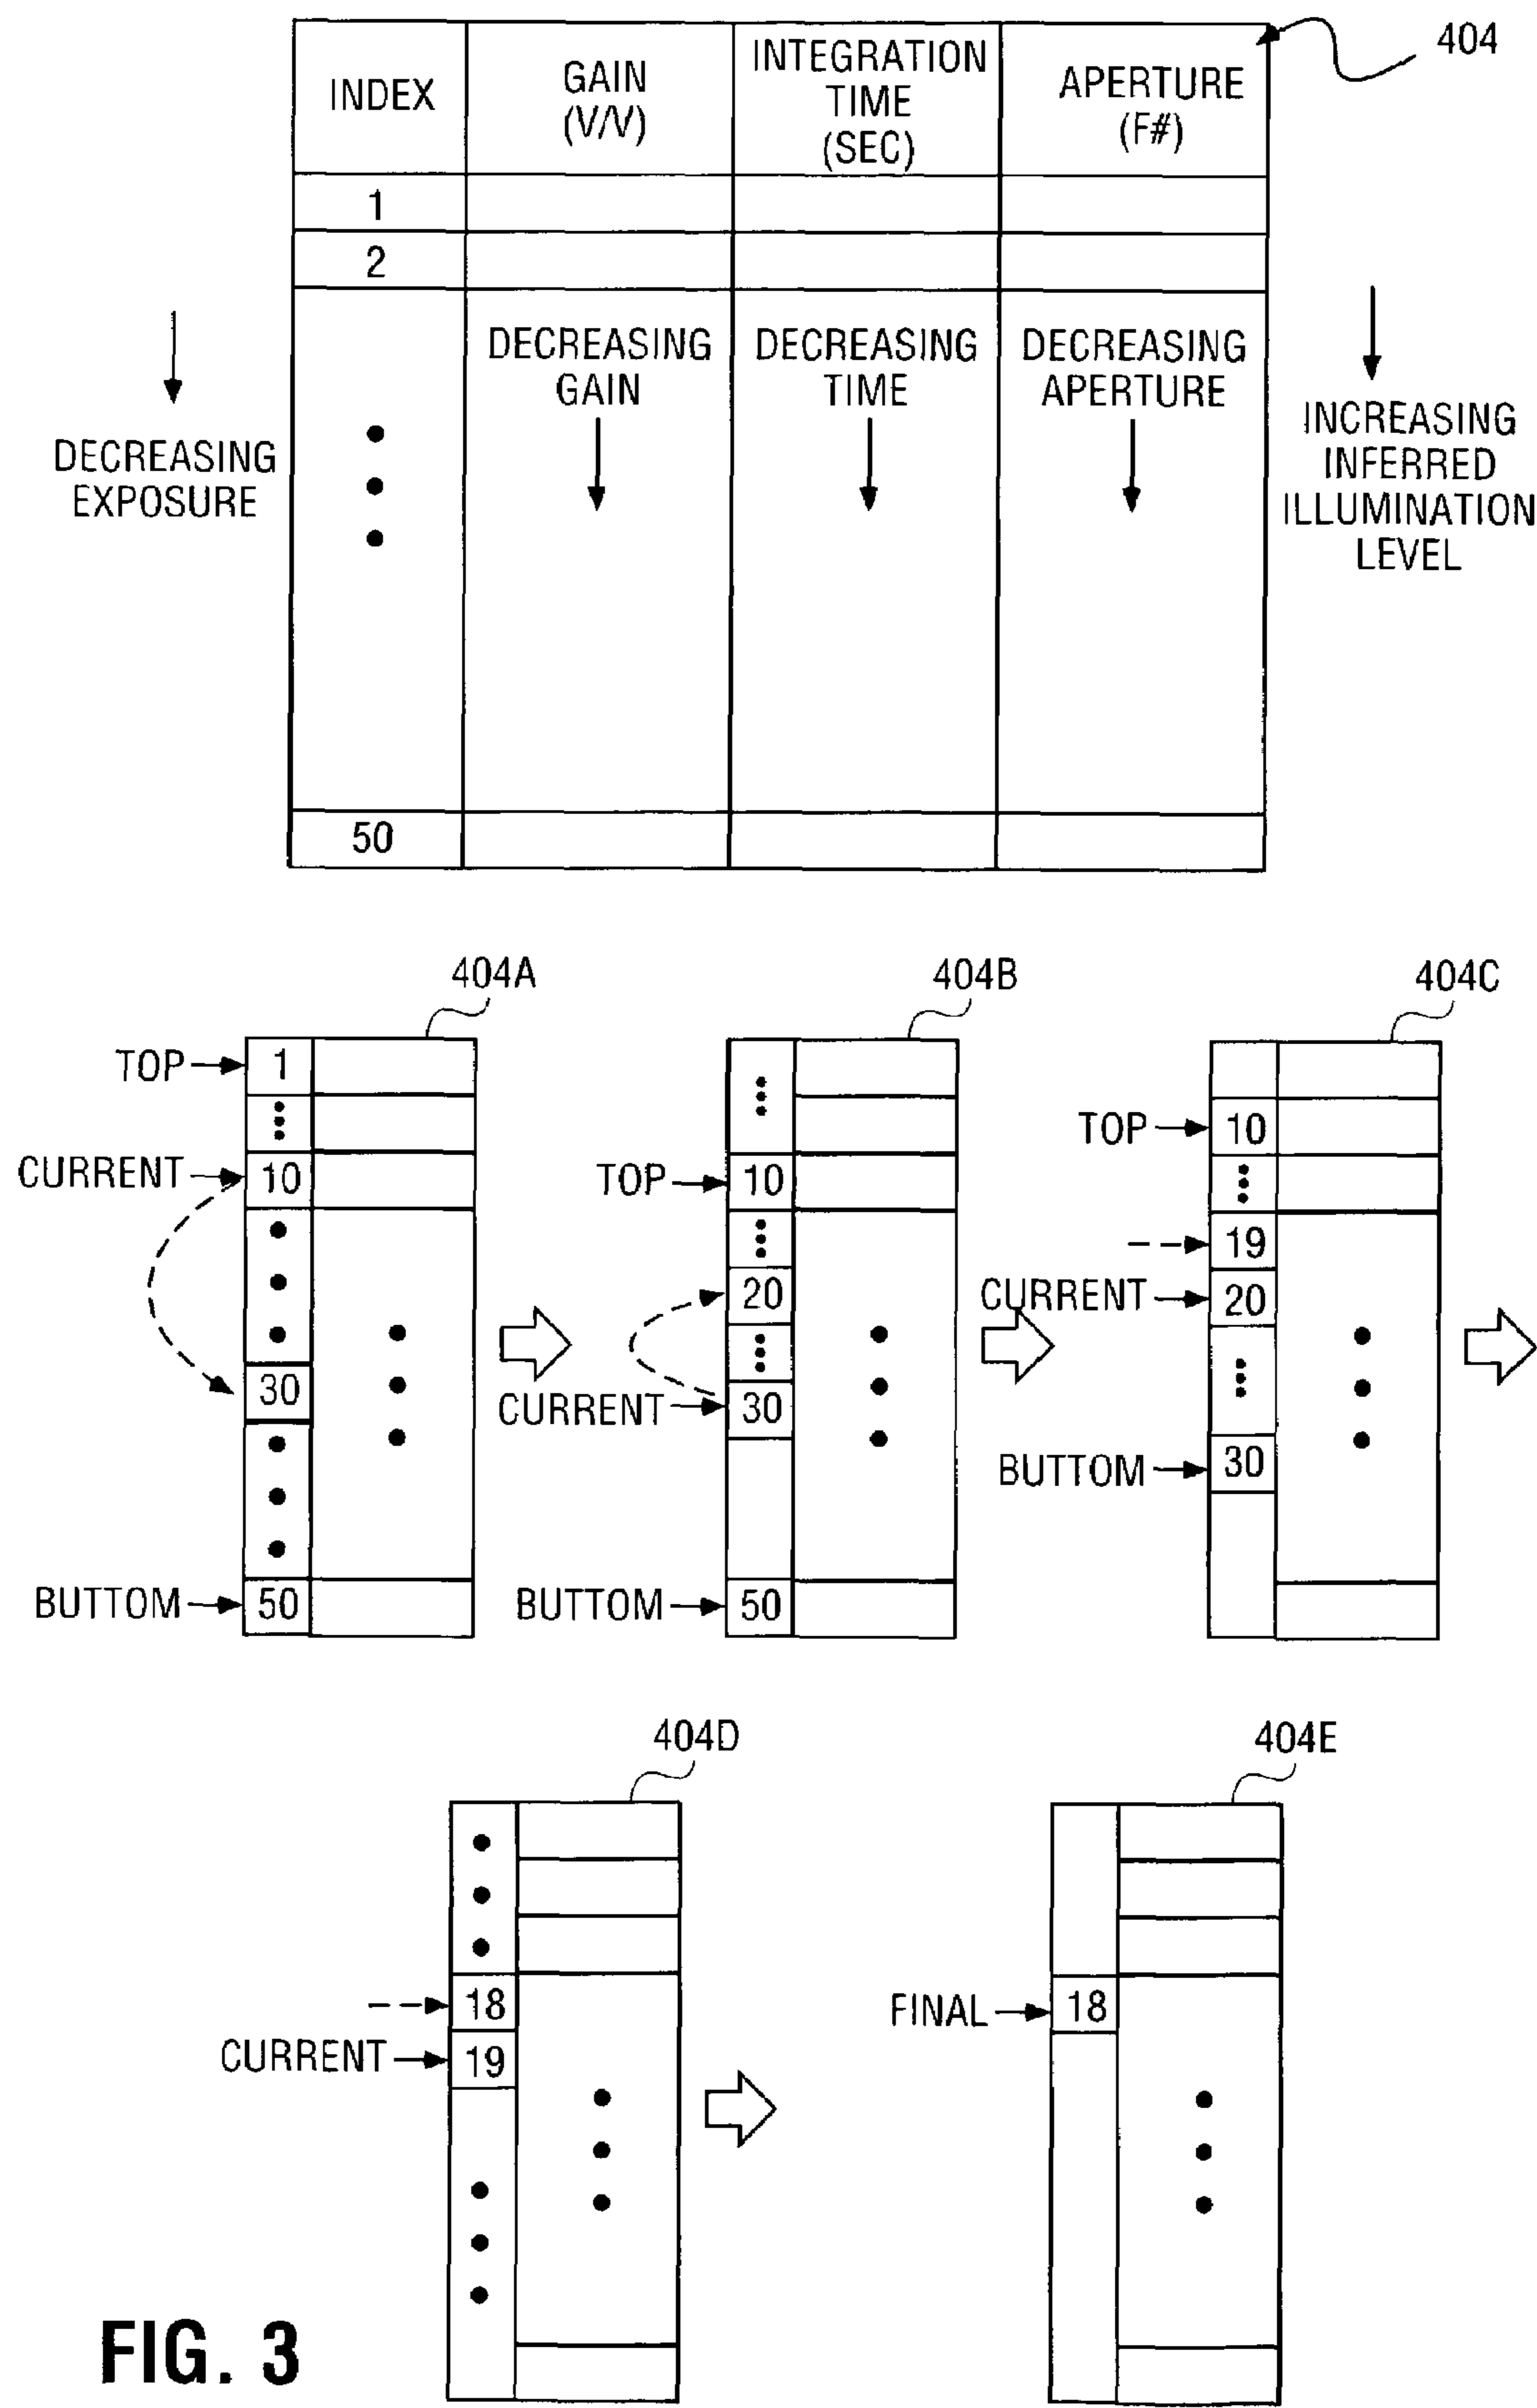 404
INDEX
GAIN
(V/V)
INTEGRATION
TIME
(SEC)
APERTURE
(F#)
1
2
DECREASING
EXPOSURE
DECREASING
GAIN
DECREASING
TIME
DECREASING
APERTURE
INCREASING
INFERRED
ILLUMINATION
LEVEL
50
404A
TOP
1
CURRENT
10
30
BUTTOM
50
404B
TOP
10
20
CURRENT
30
BUTTOM
50
404C
TOP
10
19
CURRENT
20
BUTTOM
30
404D
18
CURRENT
19
404E
FINAL
18
FIG. 3